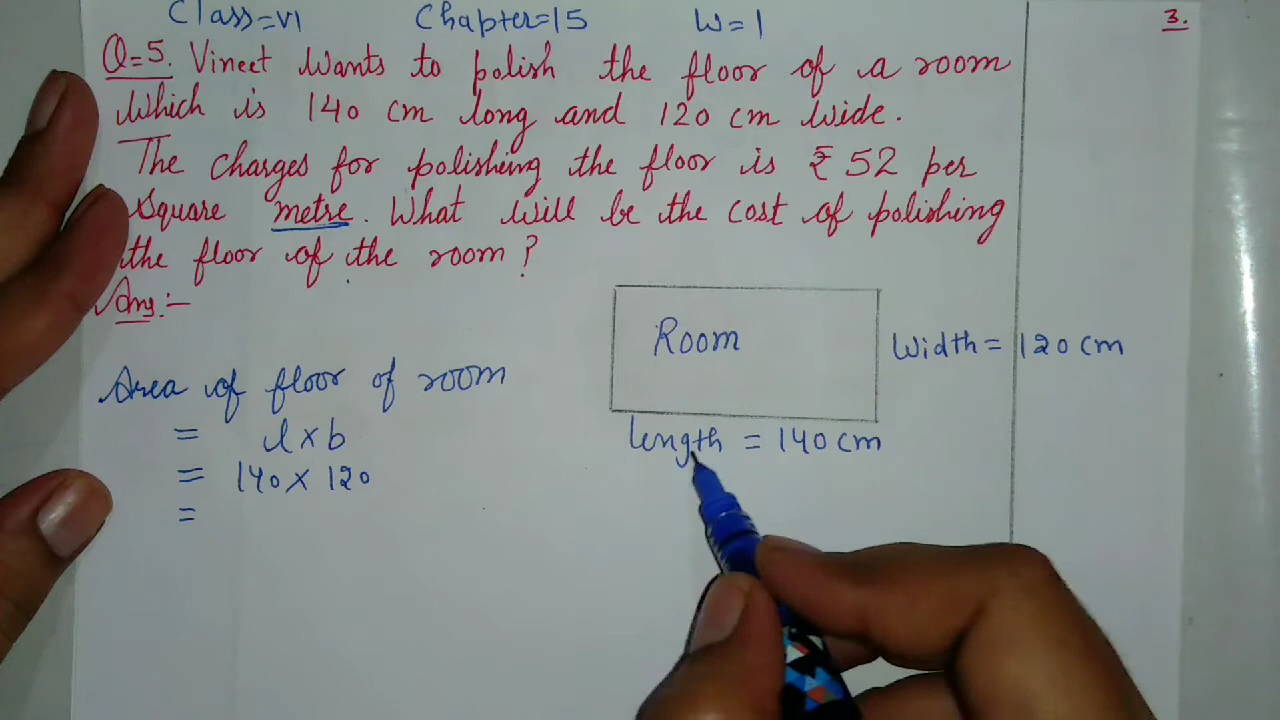 Class=VI Chapter=15 W=1
3.
Q=5. Vineet wants to polish the floor of a room
which is 140 cm long and 120 cm wide.
The charges for polishing the floor is ₹ 52 per
square metre. What will be the cost of polishing
the floor of the room?
Ans:-
Room
Width = 120 cm
length = 140 cm
Area of floor of room
= l x b
= 140 x 120
=